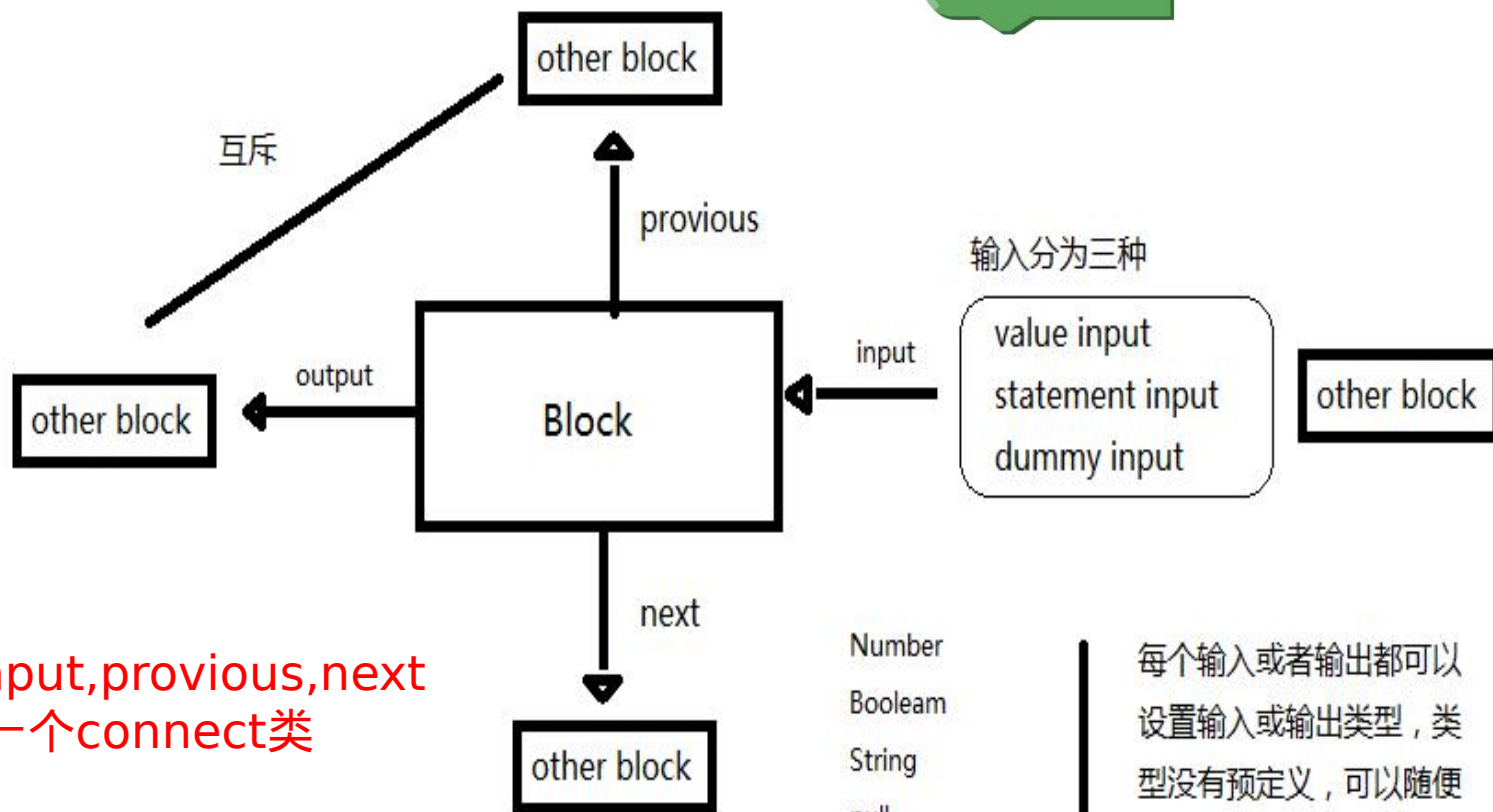 other block
互斥
provious
输入分为三种
value input
statement input
dummy input
input
other block
output
other block
Block
next
put,provious,next
一个connect类
other block
Number
Booleam
String
每个输入或者输出都可以
设置输入或输出类型，类
型没有预定义，可以随便